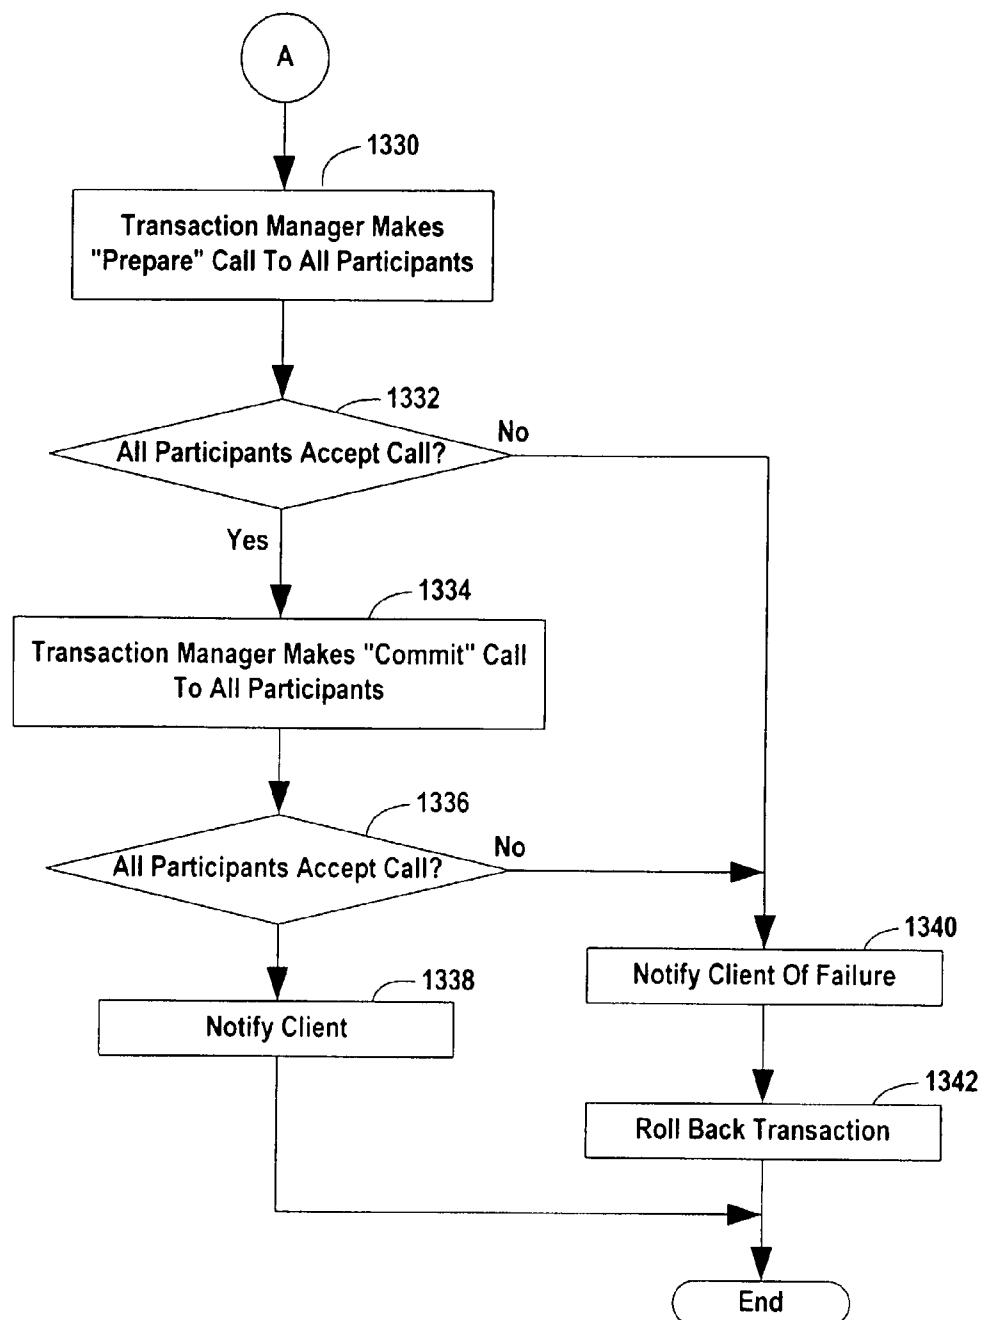 A
1330
Transaction Manager Makes
"Prepare" Call To All Participants
1332
All Participants Accept Call?
No
Yes
1334
Transaction Manager Makes "Commit" Call
To All Participants
1336
All Participants Accept Call?
No
1340
Notify Client Of Failure
1338
Notify Client
1342
Roll Back Transaction
End